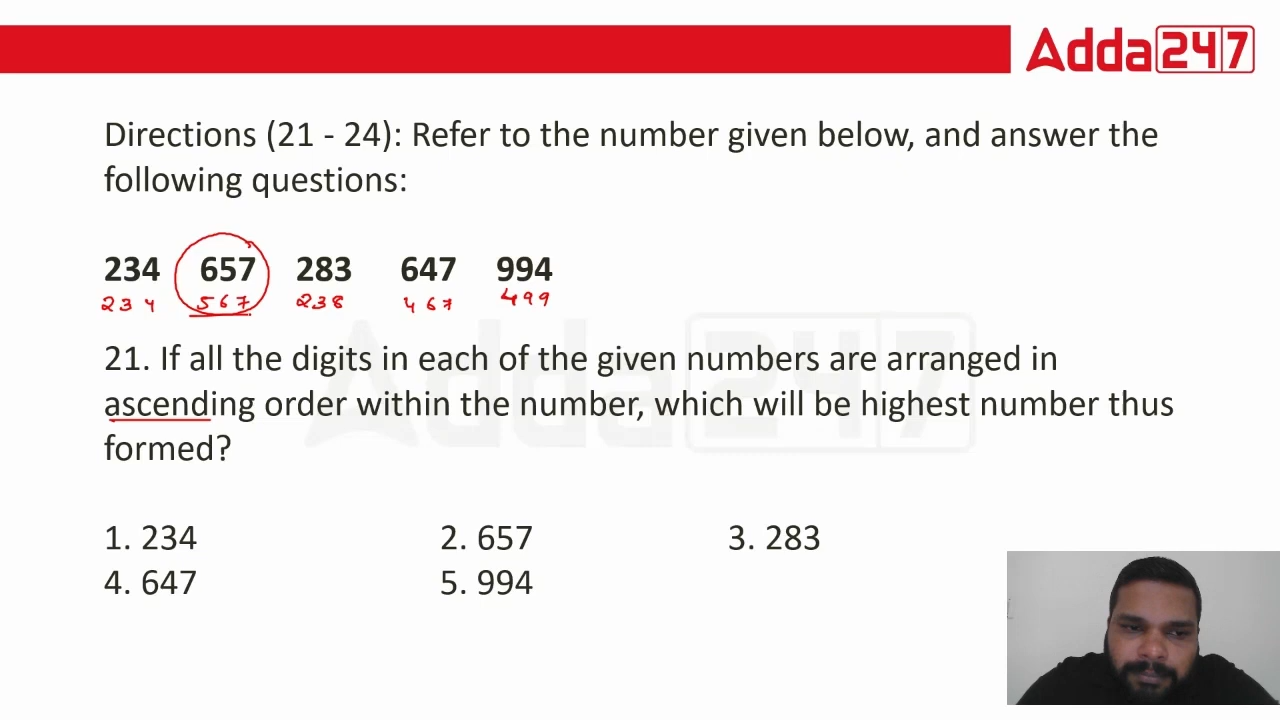 Adda247
Directions (21 - 24): Refer to the number given below, and answer the
following questions:
234 657 283 647 994
234 567 238 467 499
21. If all the digits in each of the given numbers are arranged in
ascending order within the number, which will be highest number thus
formed?
1. 234 2. 657 3. 283
4. 647 5. 994
Adda247